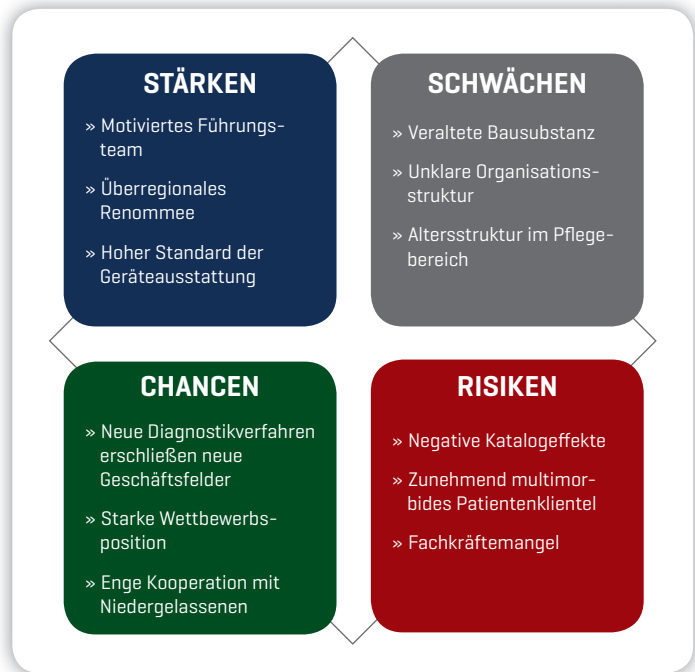 STÄRKEN
» Motiviertes Führungs-
team
» Überregionales
Renommee
» Hoher Standard der
Geräteausstattung
SCHWÄCHEN
» Veraltete Bausubstanz
» Unklare Organisations-
struktur
» Altersstruktur im Pflege-
bereich
CHANCEN
» Neue Diagnostikverfahren
erschließen neue
Geschäftsfelder
» Starke Wettbewerbs-
position
» Enge Kooperation mit
Niedergelassenen
RISIKEN
» Negative Katalogeffekte
» Zunehmend multimor-
bides Patientenklientel
» Fachkräftemangel